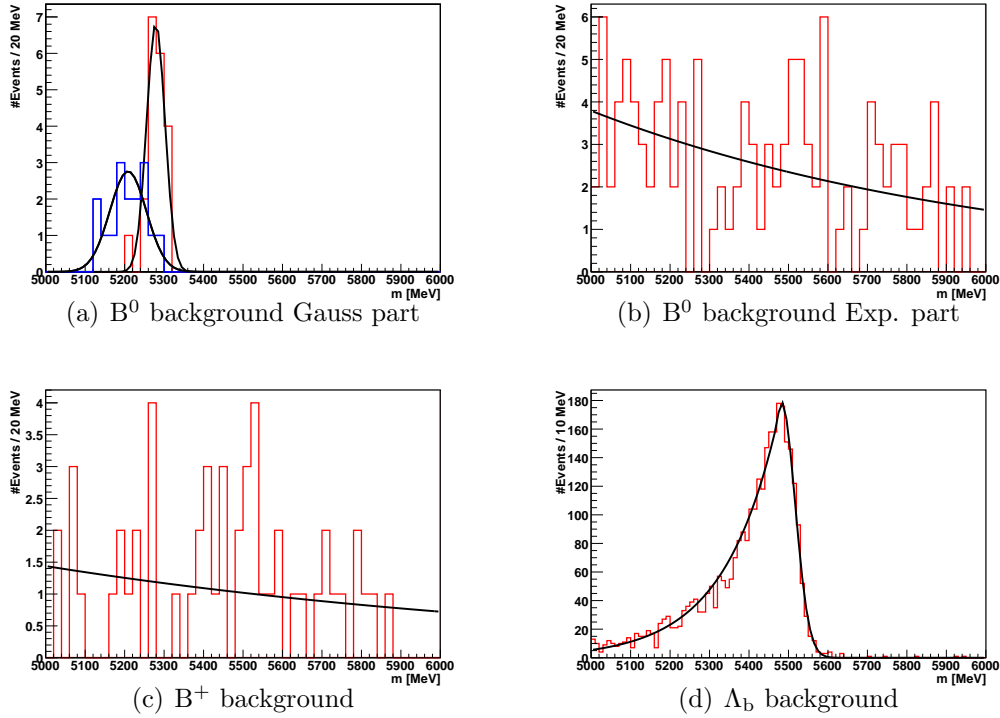 #Events / 20 MeV
7
6
5
4
3
2
1
0
5000 5100 5200 5300 5400 5500 5600 5700 5800 5900 6000
m [MeV]
(a) B⁰ background Gauss part
#Events / 20 MeV
6
5
4
3
2
1
0
5000 5100 5200 5300 5400 5500 5600 5700 5800 5900 6000
m [MeV]
(b) B⁰ background Exp. part
#Events / 20 MeV
4
3.5
3
2.5
2
1.5
1
0.5
0
5000 5100 5200 5300 5400 5500 5600 5700 5800 5900 6000
m [MeV]
(c) B⁺ background
#Events / 10 MeV
180
160
140
120
100
80
60
40
20
0
5000 5100 5200 5300 5400 5500 5600 5700 5800 5900 6000
m [MeV]
(d) Λb background